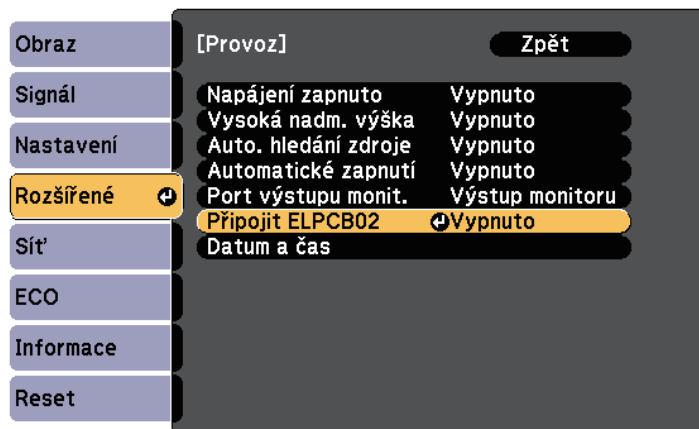 Obraz
Signál
Nastavení
Rozšířené
Síť
ECO
Informace
Reset
[Provoz] Zpět
Napájení zapnuto Vypnuto
Vysoká nadm. výška Vypnuto
Auto. hledání zdroje Vypnuto
Automatické zapnutí Vypnuto
Port výstupu monit. Výstup monitoru
Připojit ELPCB02 Vypnuto
Datum a čas